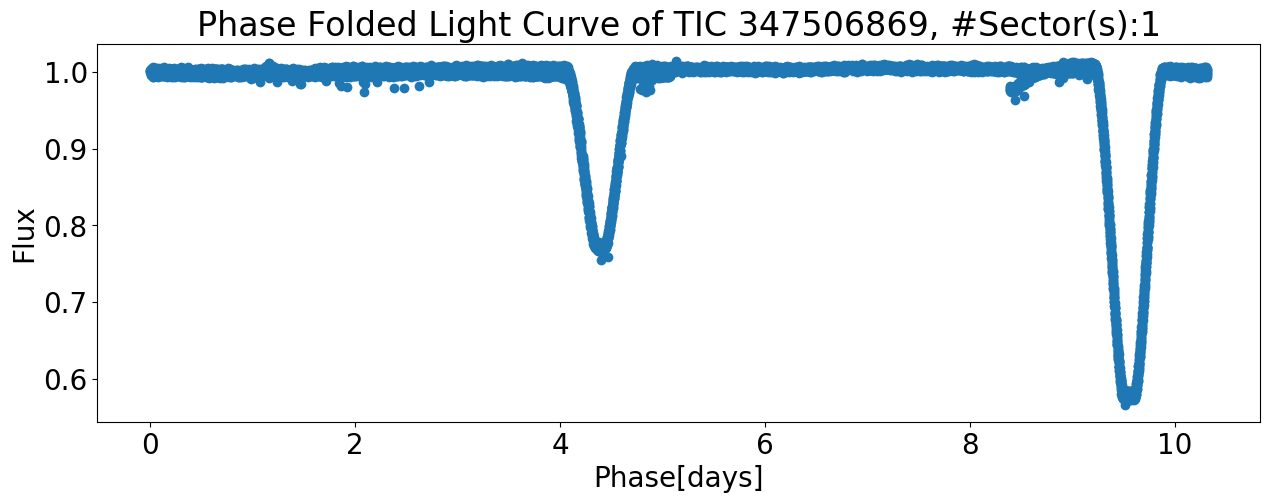 Phase Folded Light Curve of TIC 347506869, #Sector(s):1
1.0
0.9
0.8
0.7
0.6
Flux
0 2 4 6 8 10
Phase[days]